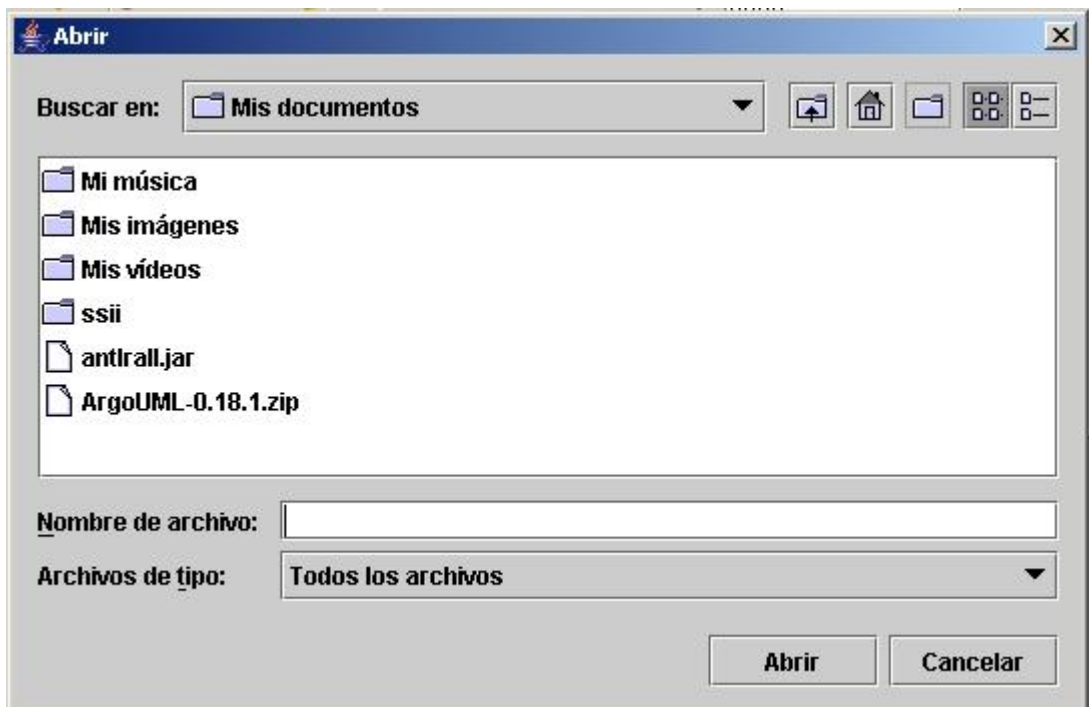 Abrir
Buscar en: Mis documentos
Mi música
Mis imágenes
Mis vídeos
ssii
antlrall.jar
ArgoUML-0.18.1.zip
Nombre de archivo:
Archivos de tipo: Todos los archivos
Abrir Cancelar